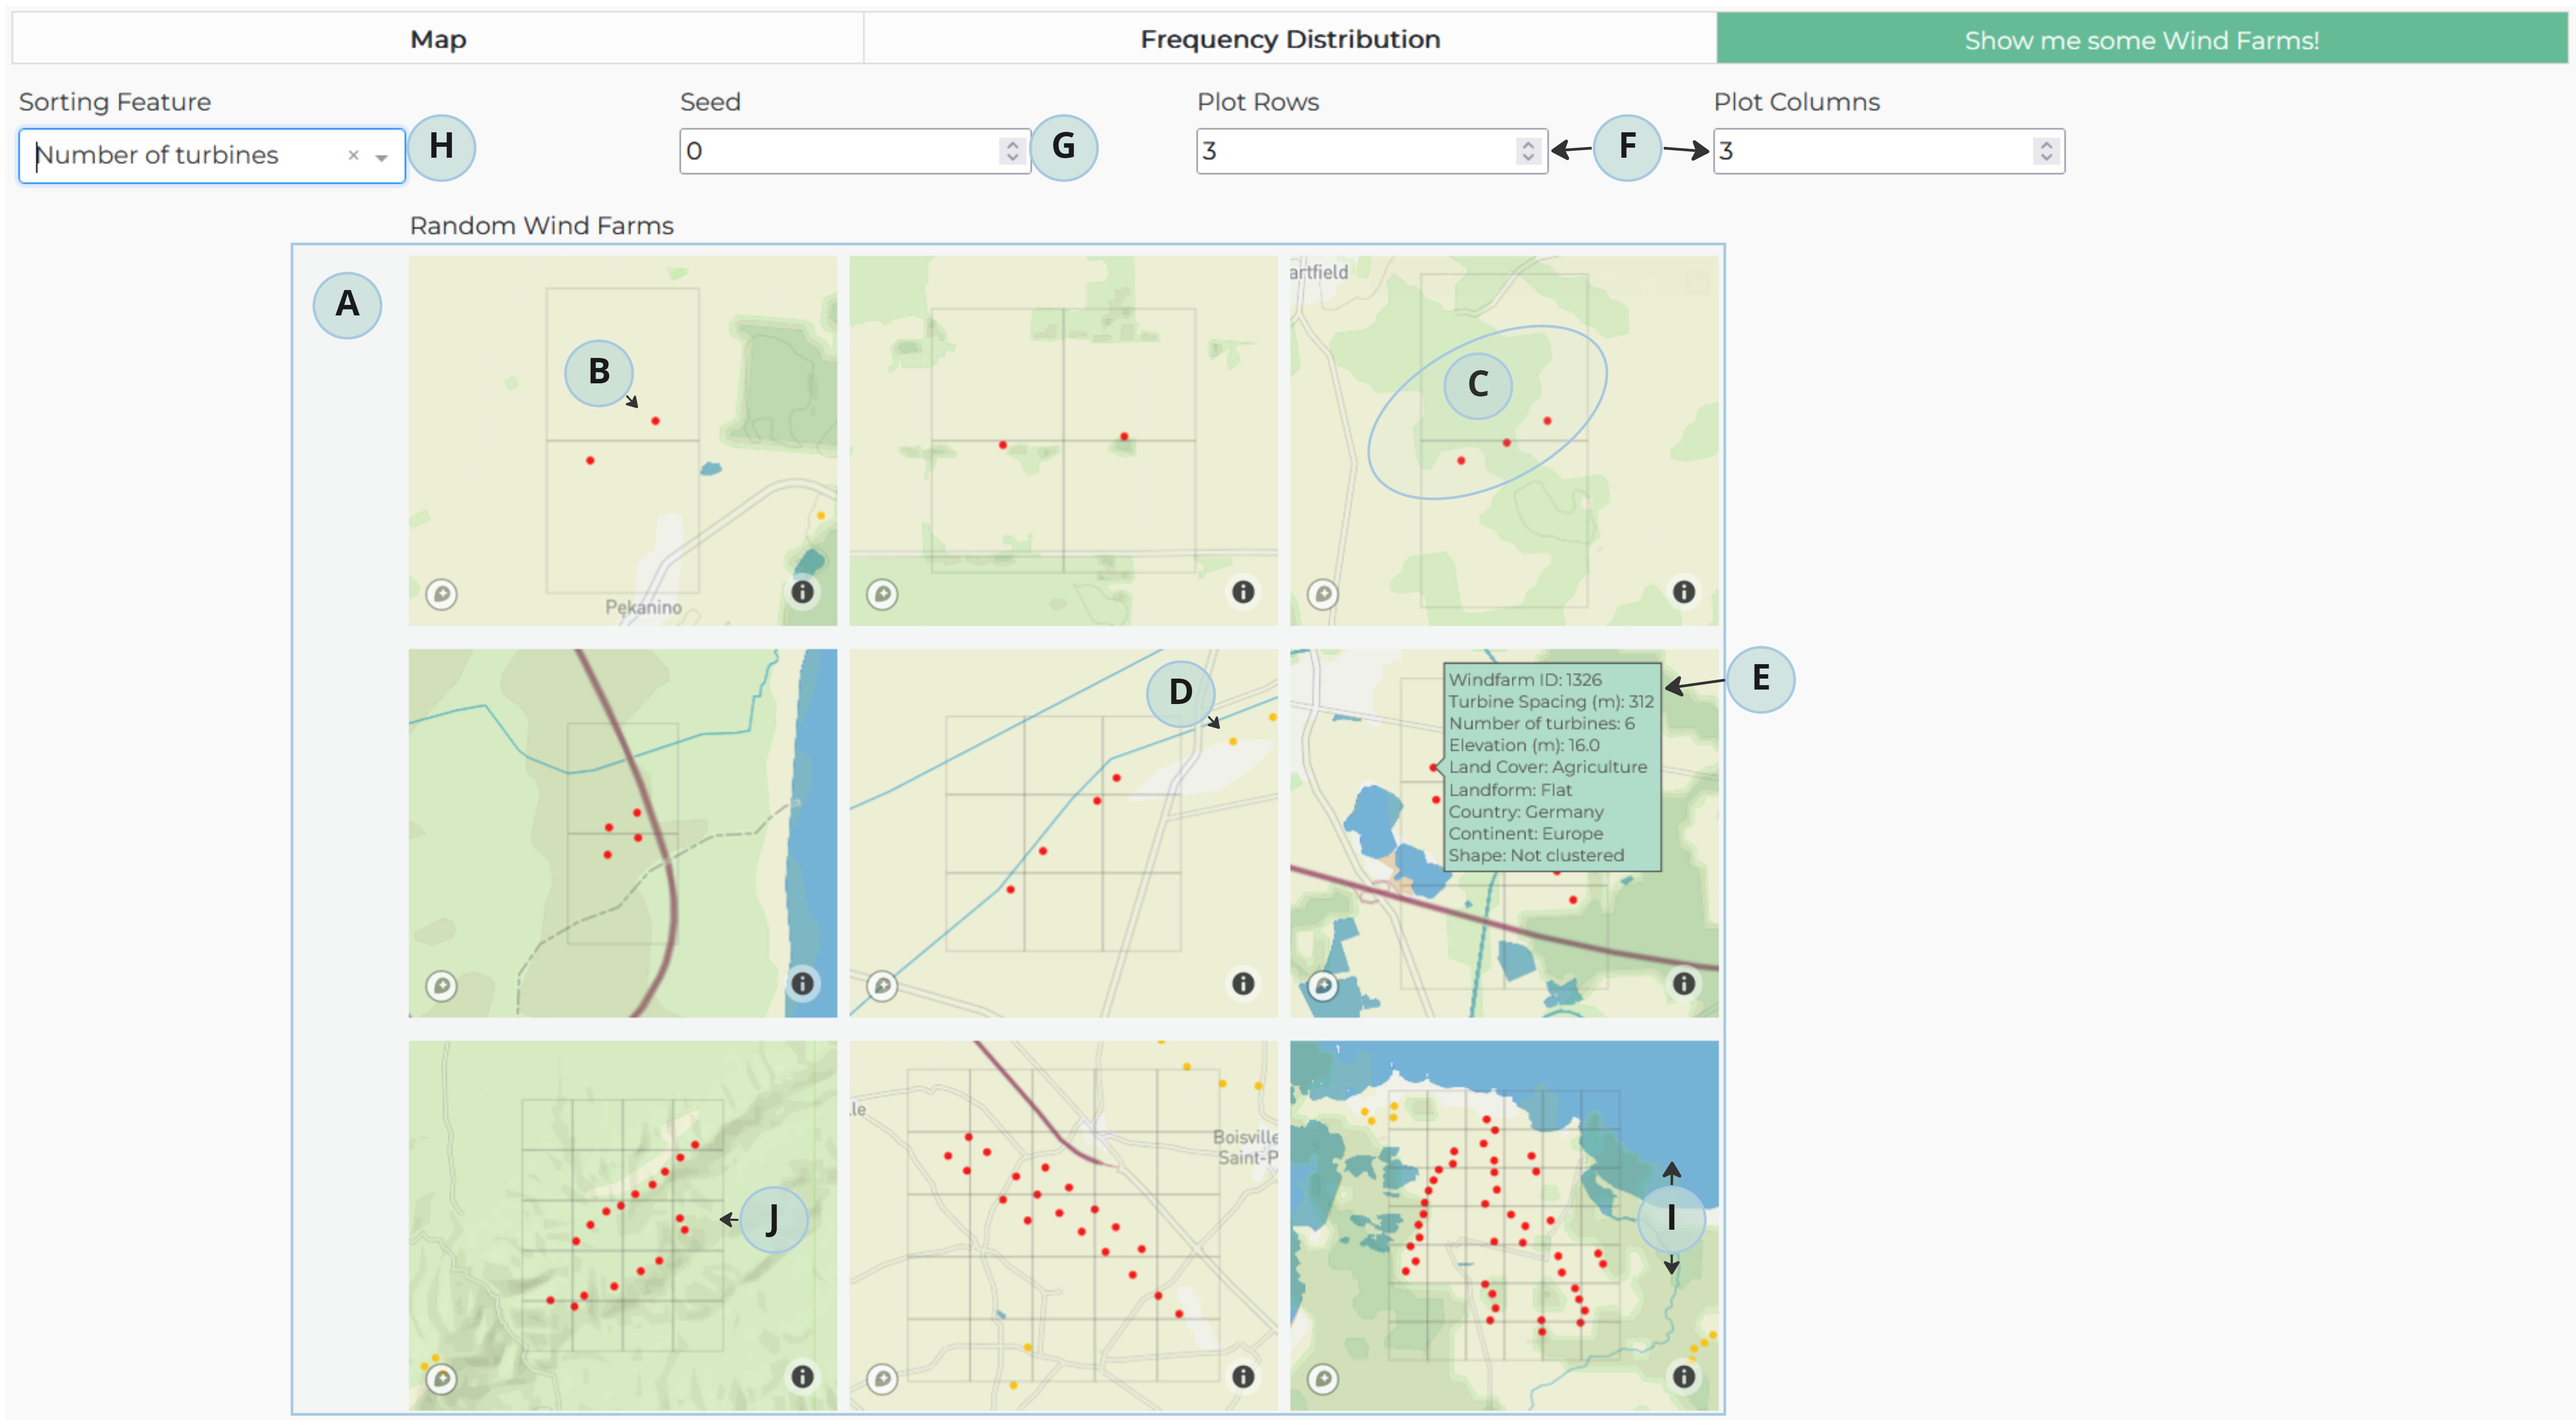 Map
Frequency Distribution
Show me some Wind Farms!
Sorting Feature
Seed
Plot Rows
Plot Columns
Number of turbines
×
H
0
G
3
F
3
Random Wind Farms
A
B
artfield
C
Pekanino
D
Windfarm ID: 1326
Turbine Spacing (m): 312
Number of turbines: 6
Elevation (m): 16.0
Land Cover: Agriculture
Landform: Flat
Country: Germany
Continent: Europe
Shape: Not clustered
E
J
le
Boisville
Saint-P
I